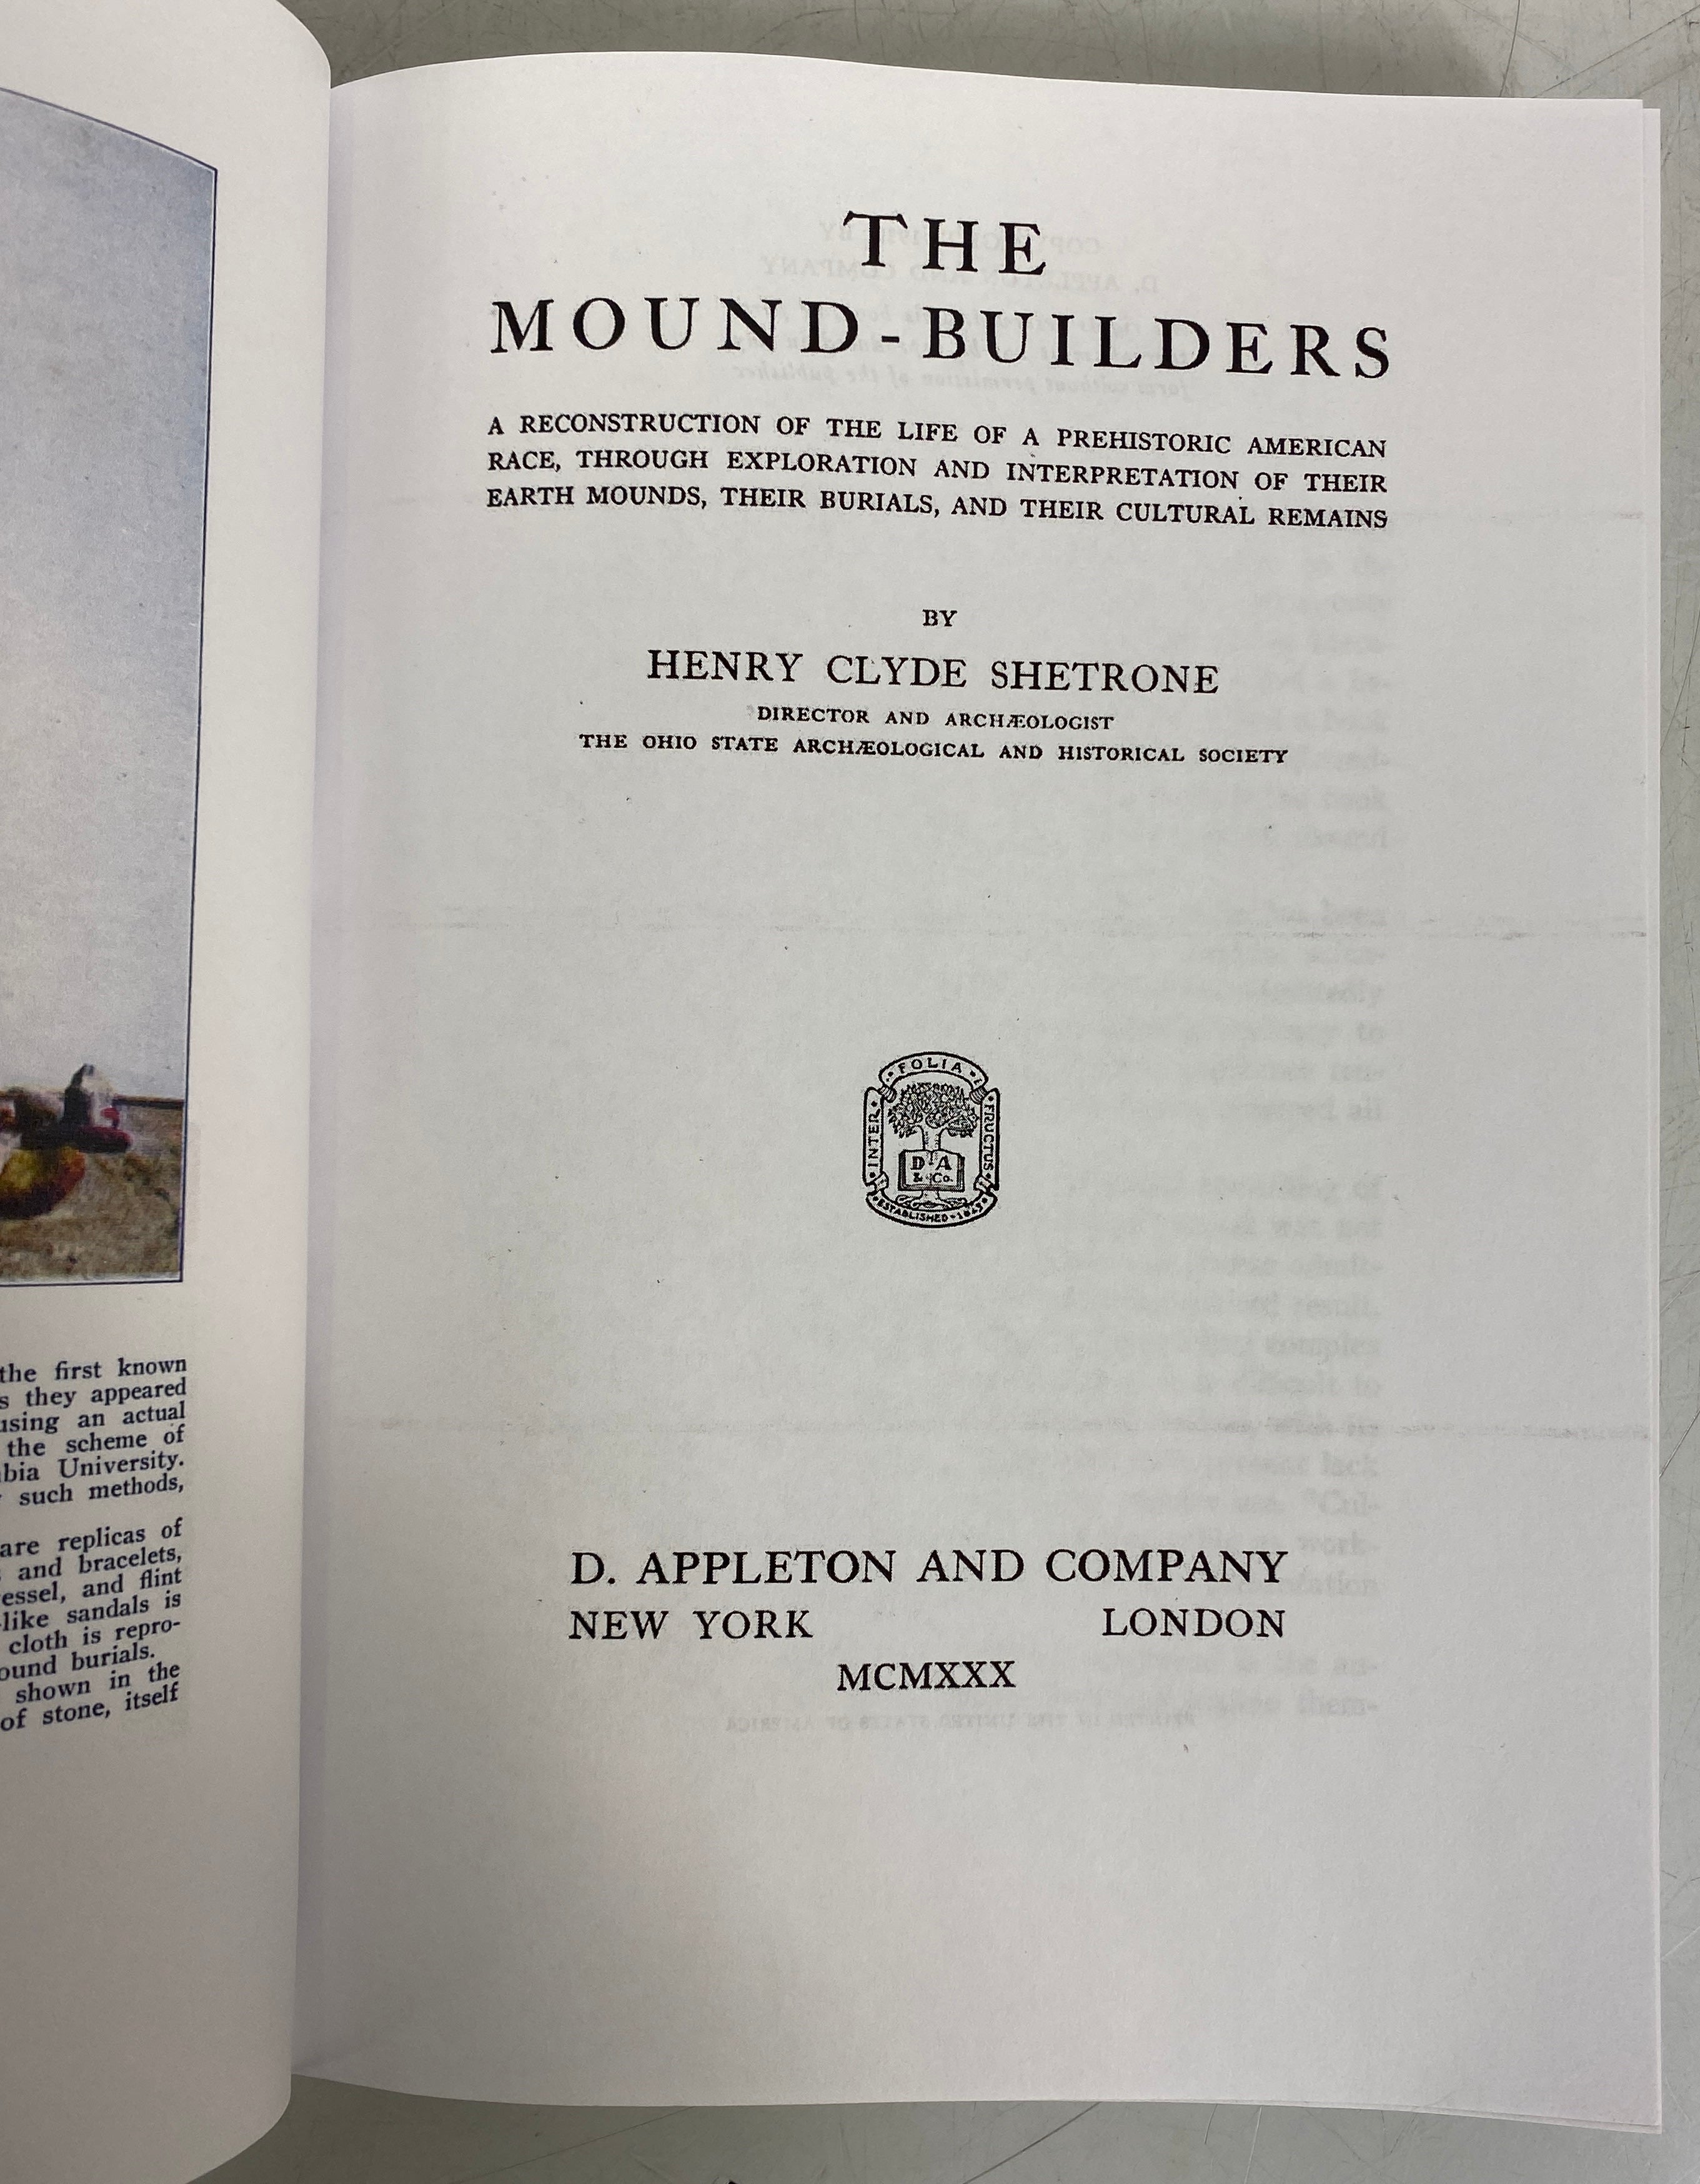 the first known
they appeared
using an actual
the scheme of
University.
such methods,
are replicas of
and bracelets,
and flint
sandals is
cloth is repro-
burials.
shown in the
of stone, itself
THE
MOUND-BUILDERS
A RECONSTRUCTION OF THE LIFE OF A PREHISTORIC AMERICAN
RACE, THROUGH EXPLORATION AND INTERPRETATION OF THEIR
EARTH MOUNDS, THEIR BURIALS, AND THEIR CULTURAL REMAINS
BY
HENRY CLYDE SHETRONE
DIRECTOR AND ARCHÆOLOGIST
THE OHIO STATE ARCHÆOLOGICAL AND HISTORICAL SOCIETY
INTER
FOLIA
FRUCTUS
D A
& Co.
ESTABLISHED
D. APPLETON AND COMPANY
NEW YORK LONDON
MCMXXX